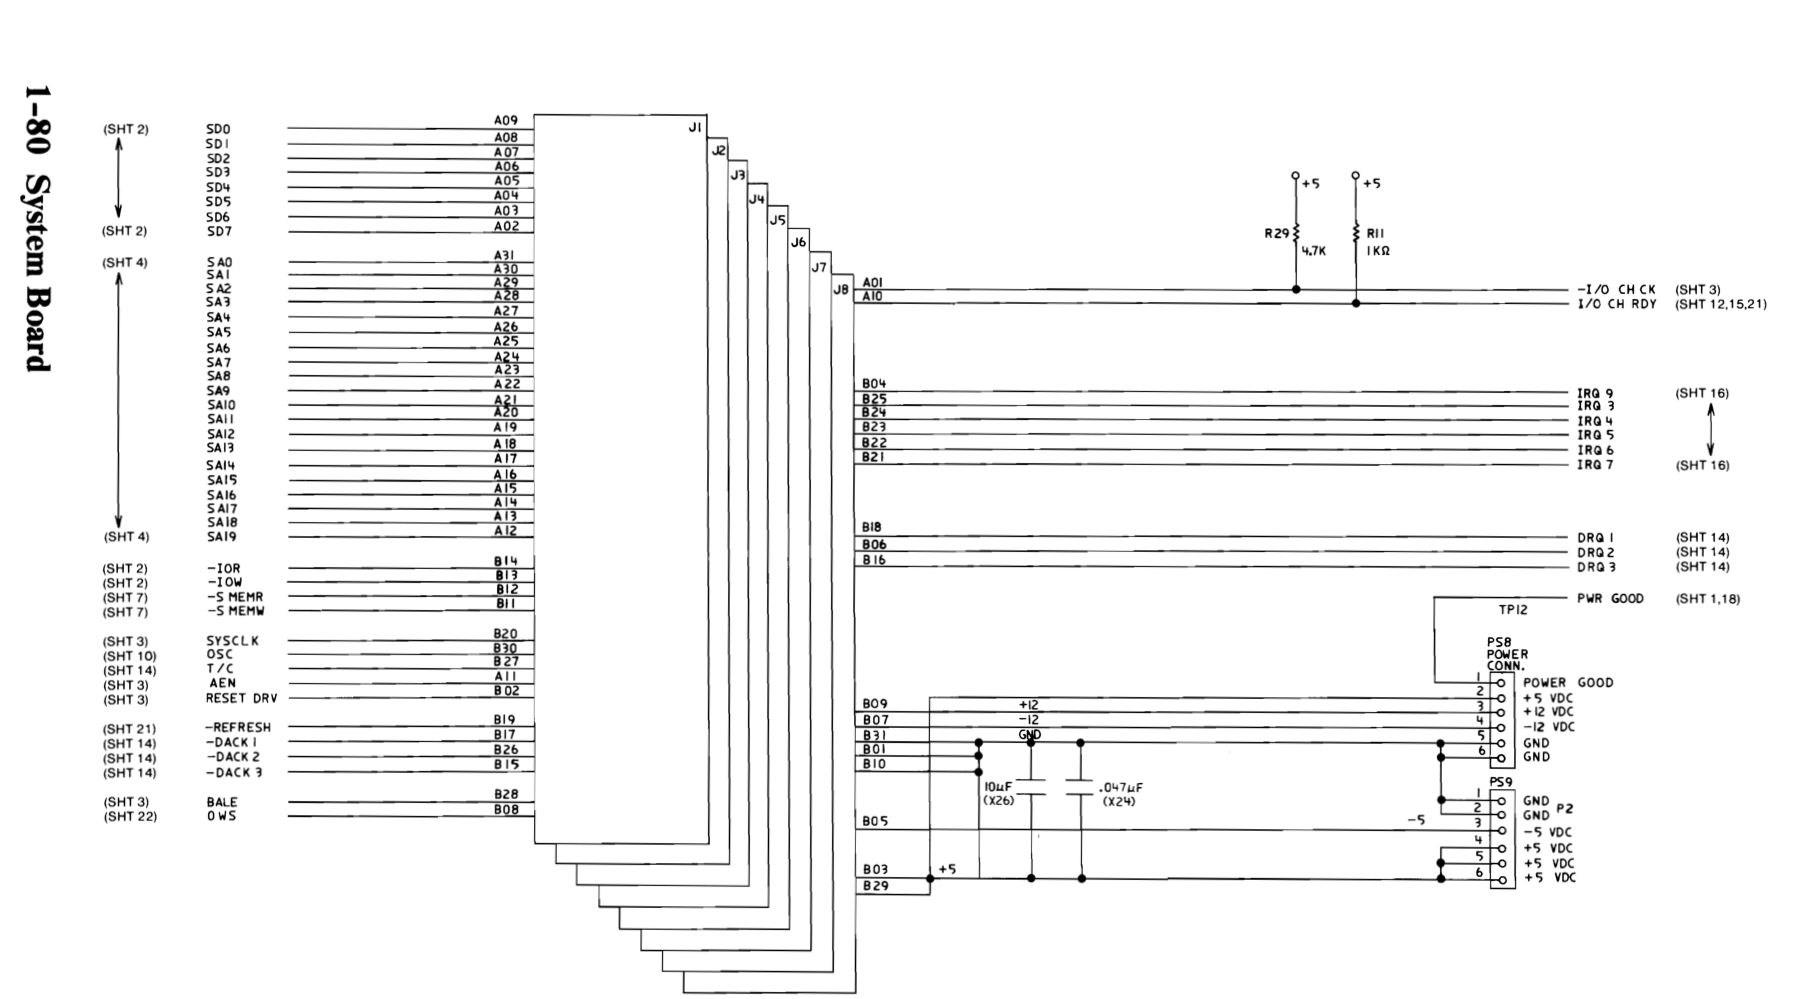 1-80 System Board
(SHT 2) SD0 A09
SD1 A08
SD2 A07
SD3 A06
SD4 A05
SD5 A04
SD6 A03
(SHT 2) SD7 A02
(SHT 4) SA0 A31
SA1 A30
SA2 A29
SA3 A28
SA4 A27
SA5 A26
SA6 A25
SA7 A24
SA8 A23
SA9 A22
SA10 A21
SA11 A20
SA12 A19
SA13 A18
SA14 A17
SA15 A16
SA16 A15
SA17 A14
SA18 A13
(SHT 4) SA19 A12
(SHT 2) -IOR B14
(SHT 2) -IOW B13
(SHT 7) -S MEMR B12
(SHT 7) -S MEMW B11
(SHT 3) SYSCLK B20
(SHT 10) OSC B30
(SHT 14) T/C B27
(SHT 3) AEN A11
(SHT 3) RESET DRV B02
(SHT 21) -REFRESH B19
(SHT 14) -DACK 1 B17
(SHT 14) -DACK 2 B26
(SHT 14) -DACK 3 B15
(SHT 3) BALE B28
(SHT 22) OWS B08
J1
J2
J3
J4
J5
J6
J7
J8
+5 +5
R29 R11
4.7K 1KΩ
A01 -I/O CH CK (SHT 3)
A10 I/O CH RDY (SHT 12,15,21)
B04 IRQ 9 (SHT 16)
B25 IRQ 3
B24 IRQ 4
B23 IRQ 5
B22 IRQ 6
B21 IRQ 7 (SHT 16)
B18 DRQ 1 (SHT 14)
B06 DRQ 2 (SHT 14)
B16 DRQ 3 (SHT 14)
PWR GOOD (SHT 1,18)
TP12
PS8
POWER
CONN.
1 POWER GOOD
2 +5 VDC
B09 +12 3 +12 VDC
B07 -12 4 -12 VDC
B31 GND 5 GND
B01 6 GND
B10
10µF .047µF
(X26) (X24)
PS9
1 GND
2 GND P2
B05 -5 3 -5 VDC
4 +5 VDC
5 +5 VDC
B03 +5 6 +5 VDC
B29